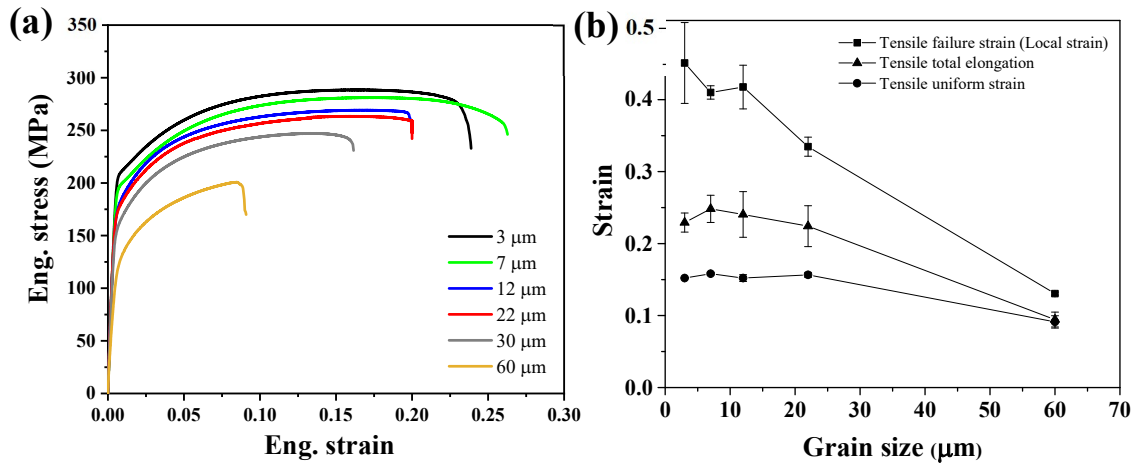 (a)
Eng. stress (MPa)
350
300
250
200
150
100
50
0
0.00 0.05 0.10 0.15 0.20 0.25 0.30
Eng. strain
3 μm
7 μm
12 μm
22 μm
30 μm
60 μm
(b)
Strain
0.5
0.4
0.3
0.2
0.1
0.0
0 10 20 30 40 50 60 70
Grain size (μm)
Tensile failure strain (Local strain)
Tensile total elongation
Tensile uniform strain